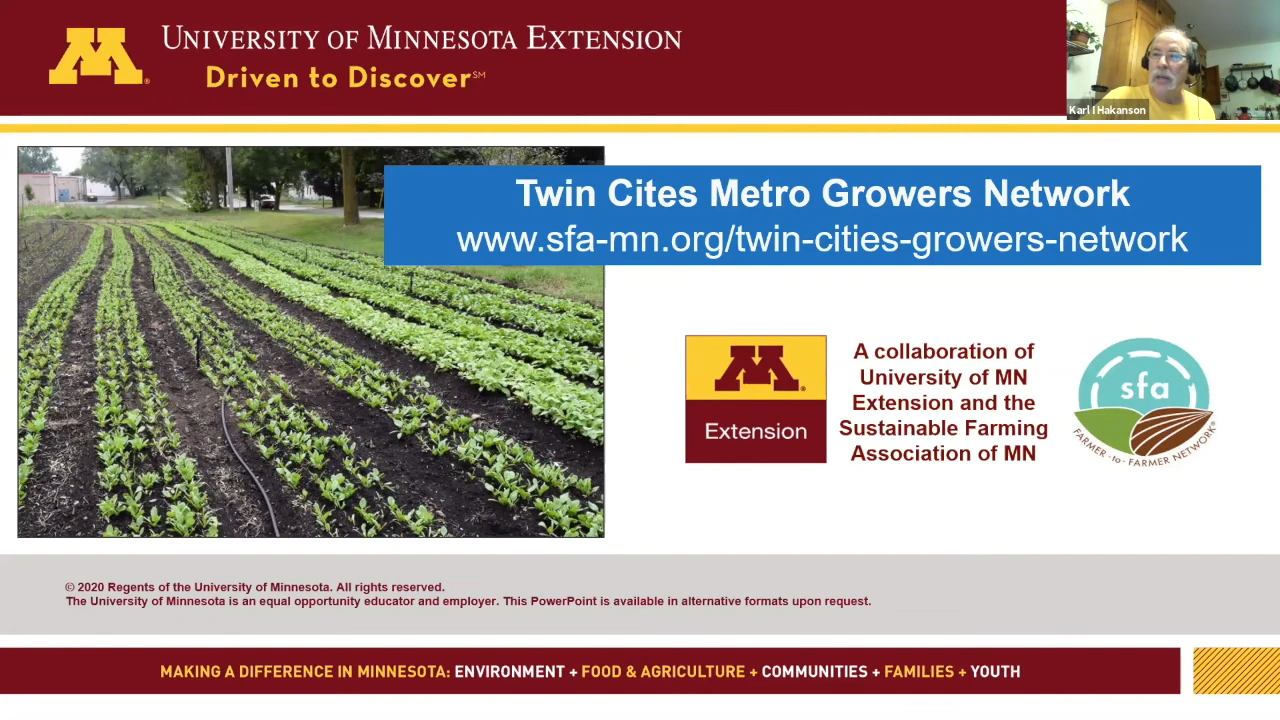 UNIVERSITY OF MINNESOTA EXTENSION
Driven to Discover℠
Karl I Hakanson
Twin Cites Metro Growers Network
www.sfa-mn.org/twin-cities-growers-network
M®
Extension
A collaboration of
University of MN
Extension and the
Sustainable Farming
Association of MN
sfa
FARMER -to- FARMER NETWORK®
© 2020 Regents of the University of Minnesota. All rights reserved.
The University of Minnesota is an equal opportunity educator and employer. This PowerPoint is available in alternative formats upon request.
MAKING A DIFFERENCE IN MINNESOTA: ENVIRONMENT + FOOD & AGRICULTURE + COMMUNITIES + FAMILIES + YOUTH